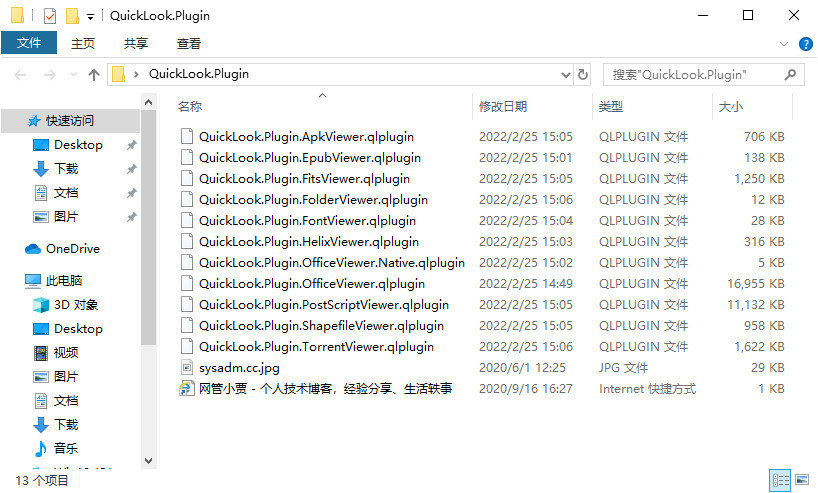 QuickLook.Plugin
文件 主页 共享 查看
QuickLook.Plugin 搜索"QuickLook.Plugin"
名称 修改日期 类型 大小
快速访问
Desktop
下载
文档
图片
OneDrive
此电脑
3D 对象
Desktop
视频
图片
文档
下载
音乐
QuickLook.Plugin.ApkViewer.qlplugin 2022/2/25 15:05 QLPLUGIN 文件 706 KB
QuickLook.Plugin.EpubViewer.qlplugin 2022/2/25 15:01 QLPLUGIN 文件 138 KB
QuickLook.Plugin.FitsViewer.qlplugin 2022/2/25 15:05 QLPLUGIN 文件 1,250 KB
QuickLook.Plugin.FolderViewer.qlplugin 2022/2/25 15:06 QLPLUGIN 文件 12 KB
QuickLook.Plugin.FontViewer.qlplugin 2022/2/25 15:04 QLPLUGIN 文件 28 KB
QuickLook.Plugin.HelixViewer.qlplugin 2022/2/25 15:03 QLPLUGIN 文件 316 KB
QuickLook.Plugin.OfficeViewer.Native.qlplugin 2022/2/25 15:02 QLPLUGIN 文件 5 KB
QuickLook.Plugin.OfficeViewer.qlplugin 2022/2/25 14:49 QLPLUGIN 文件 16,955 KB
QuickLook.Plugin.PostScriptViewer.qlplugin 2022/2/25 15:05 QLPLUGIN 文件 11,132 KB
QuickLook.Plugin.ShapefileViewer.qlplugin 2022/2/25 15:05 QLPLUGIN 文件 958 KB
QuickLook.Plugin.TorrentViewer.qlplugin 2022/2/25 15:06 QLPLUGIN 文件 1,622 KB
sysadm.cc.jpg 2020/6/1 12:25 JPG 文件 29 KB
网管小贾 - 个人技术博客，经验分享、生活轶事 2020/9/16 16:27 Internet 快捷方式 1 KB
13 个项目